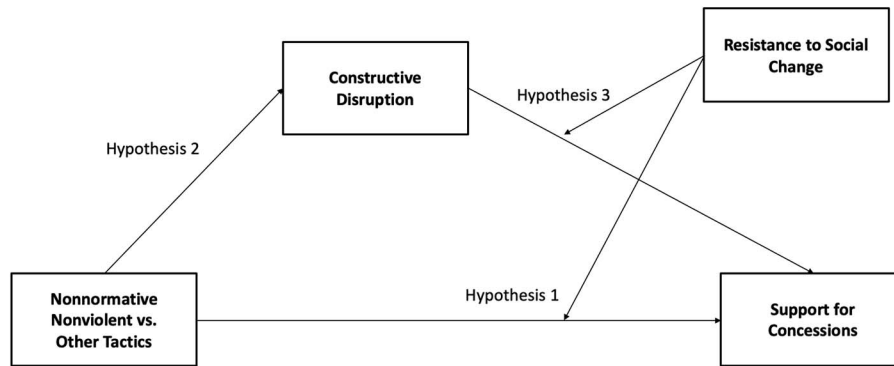 Resistance to Social
Change
Constructive
Disruption
Hypothesis 3
Hypothesis 2
Hypothesis 1
Nonnormative
Nonviolent vs.
Other Tactics
Support for
Concessions